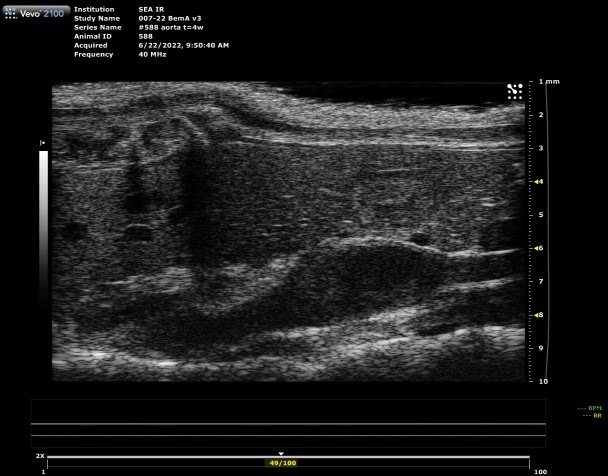 Vevo 2100
Institution SEA IR
Study Name 007-22 BemA v3
Series Name #588 aorta t=4w
Animal ID 588
Acquired 6/22/2022, 9:50:40 AM
Frequency 40 MHz
1 mm
2
3
4
5
6
7
8
9
10
--- BPM
--- RR
2X
49/100
1
100